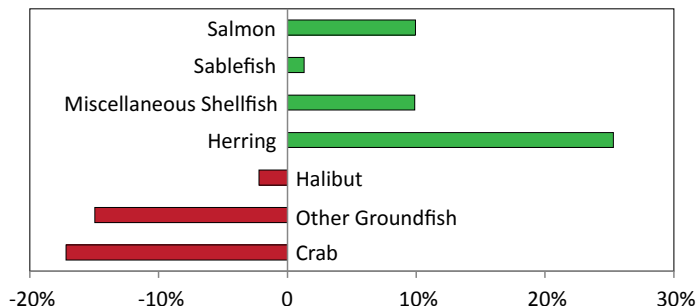 Salmon
Sablefish
Miscellaneous Shellfish
Herring
Halibut
Other Groundfish
Crab
-20% -10% 0 10% 20% 30%